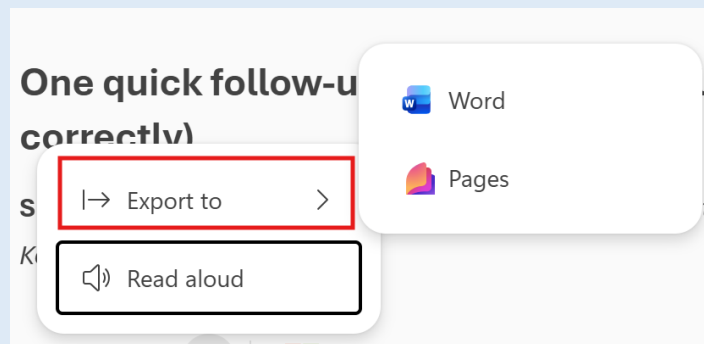 One quick follow-u
Word
correctly)
Export to
Pages
S
Read aloud